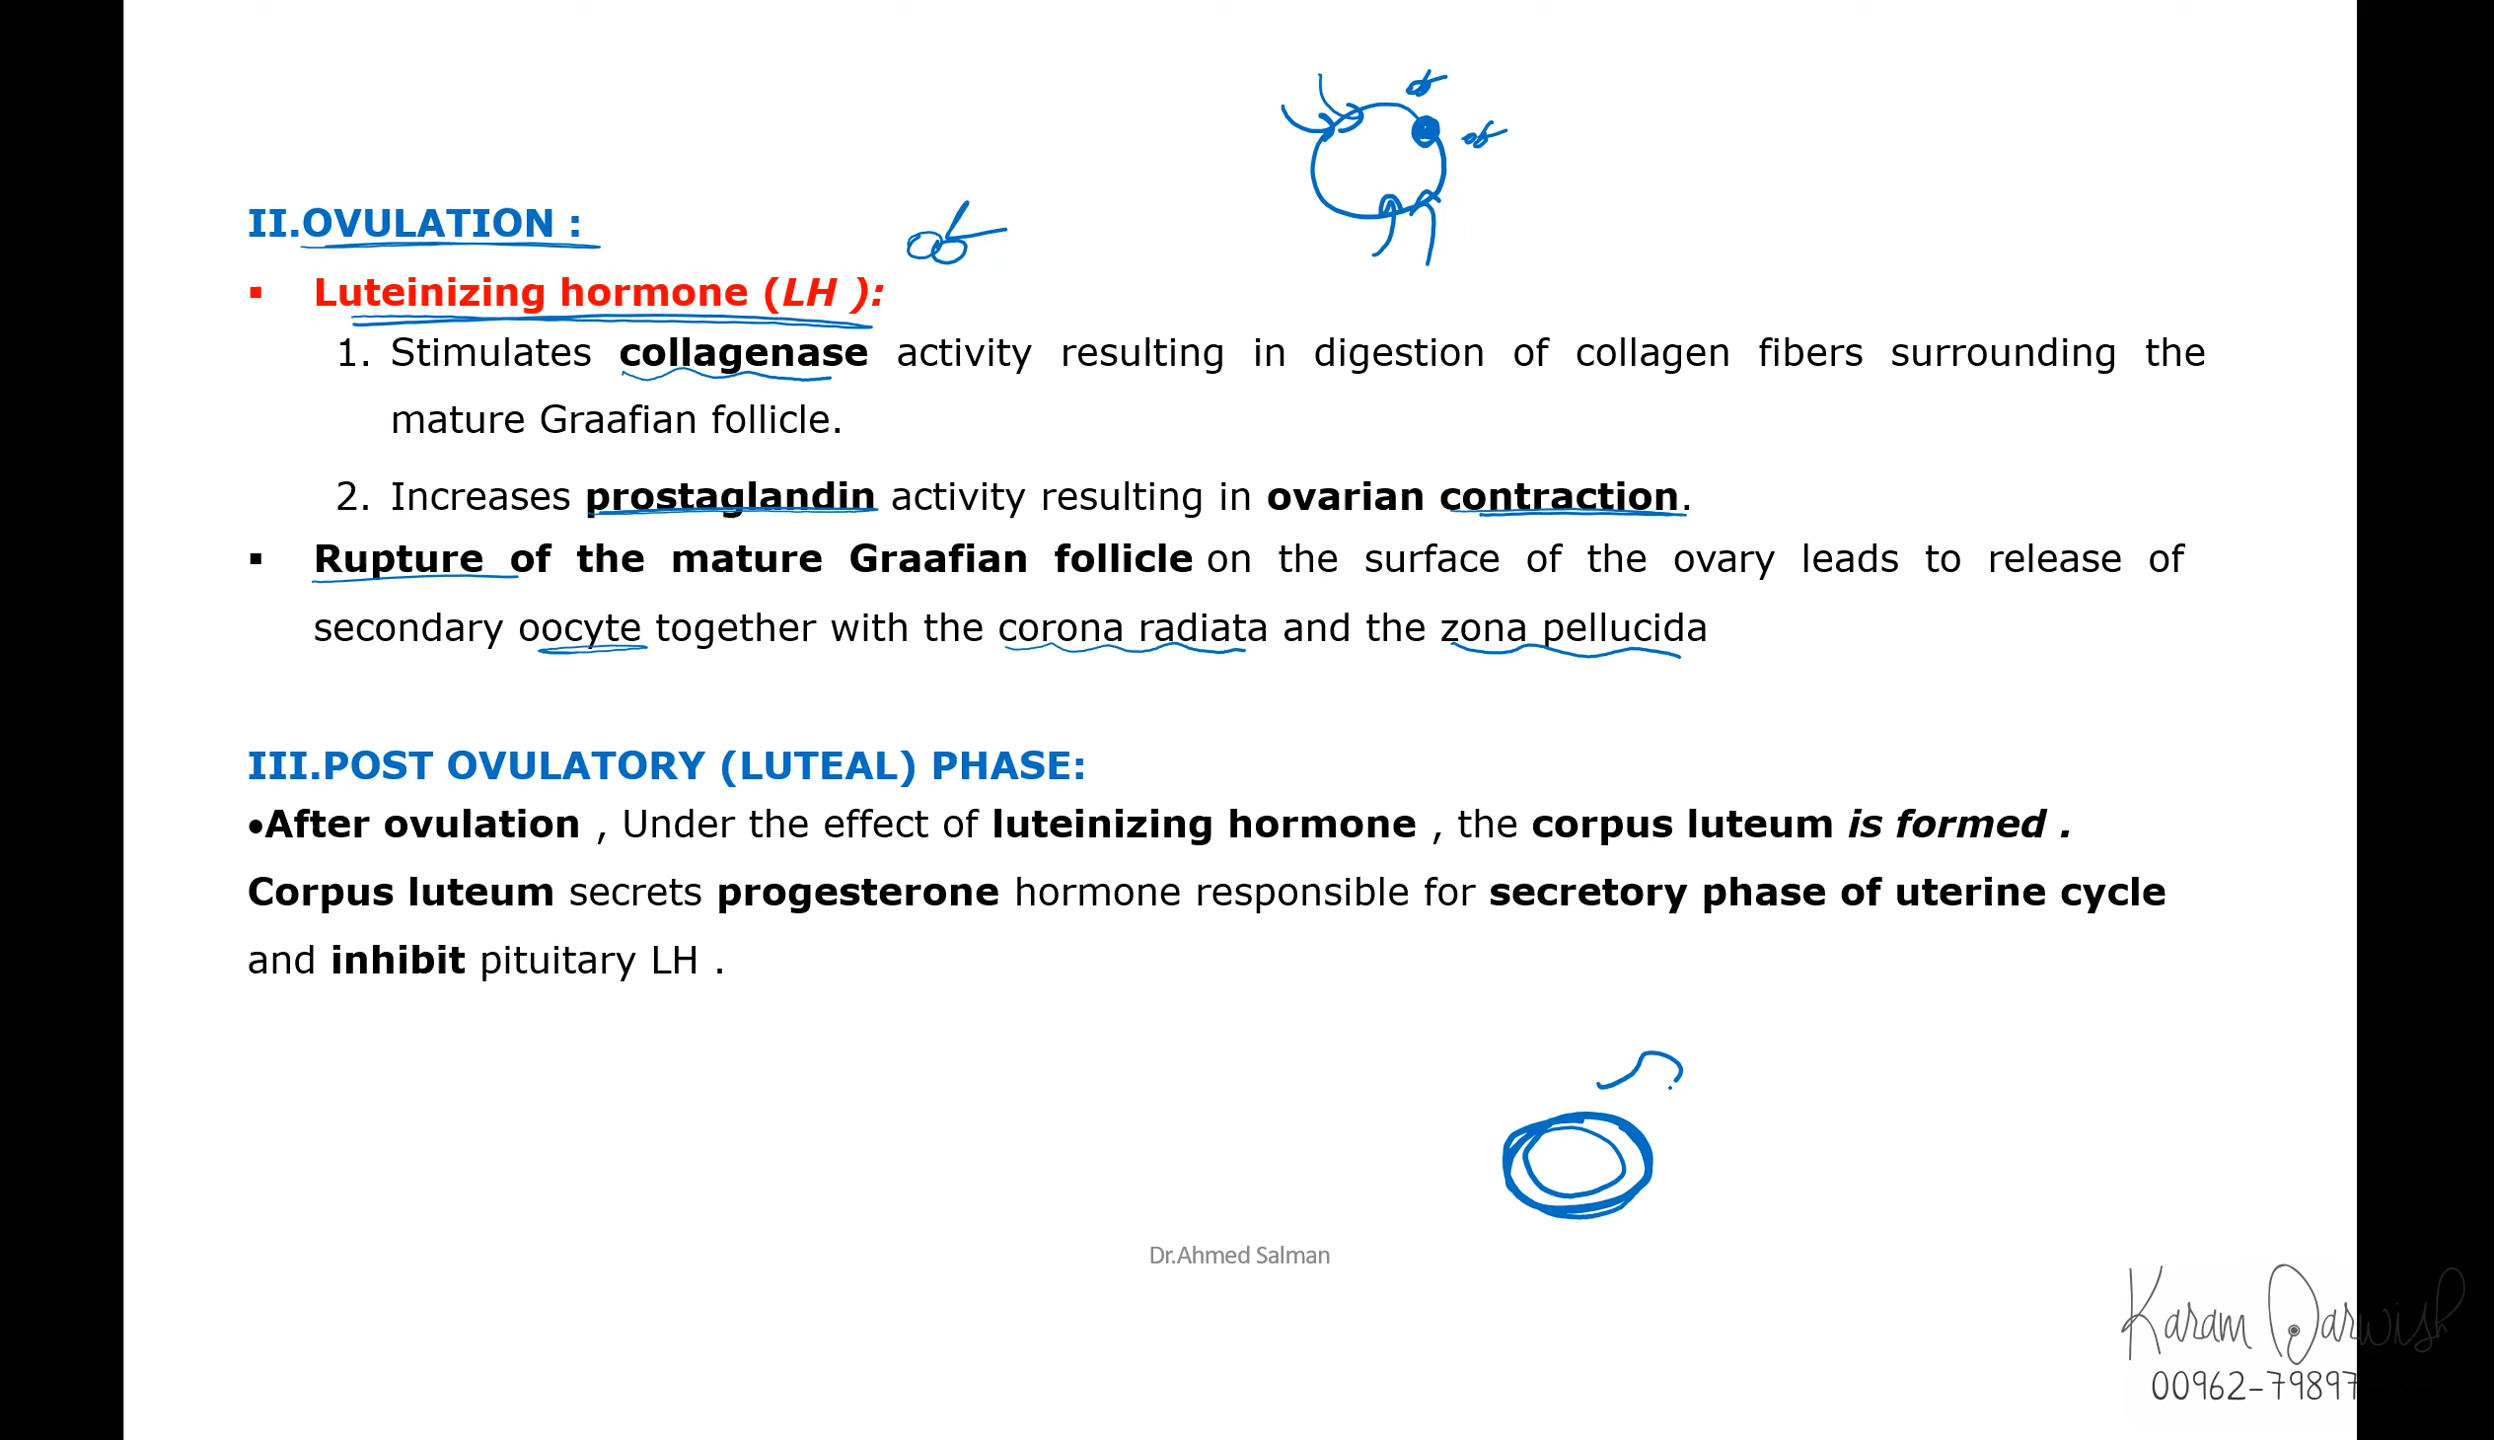 II.OVULATION :
▪ Luteinizing hormone (LH ):
1. Stimulates collagenase activity resulting in digestion of collagen fibers surrounding the
mature Graafian follicle.
2. Increases prostaglandin activity resulting in ovarian contraction.
▪ Rupture of the mature Graafian follicle on the surface of the ovary leads to release of
secondary oocyte together with the corona radiata and the zona pellucida
III.POST OVULATORY (LUTEAL) PHASE:
•After ovulation , Under the effect of luteinizing hormone , the corpus luteum is formed .
Corpus luteum secrets progesterone hormone responsible for secretory phase of uterine cycle
and inhibit pituitary LH .
Dr.Ahmed Salman
Karam Darwish
00962-79897